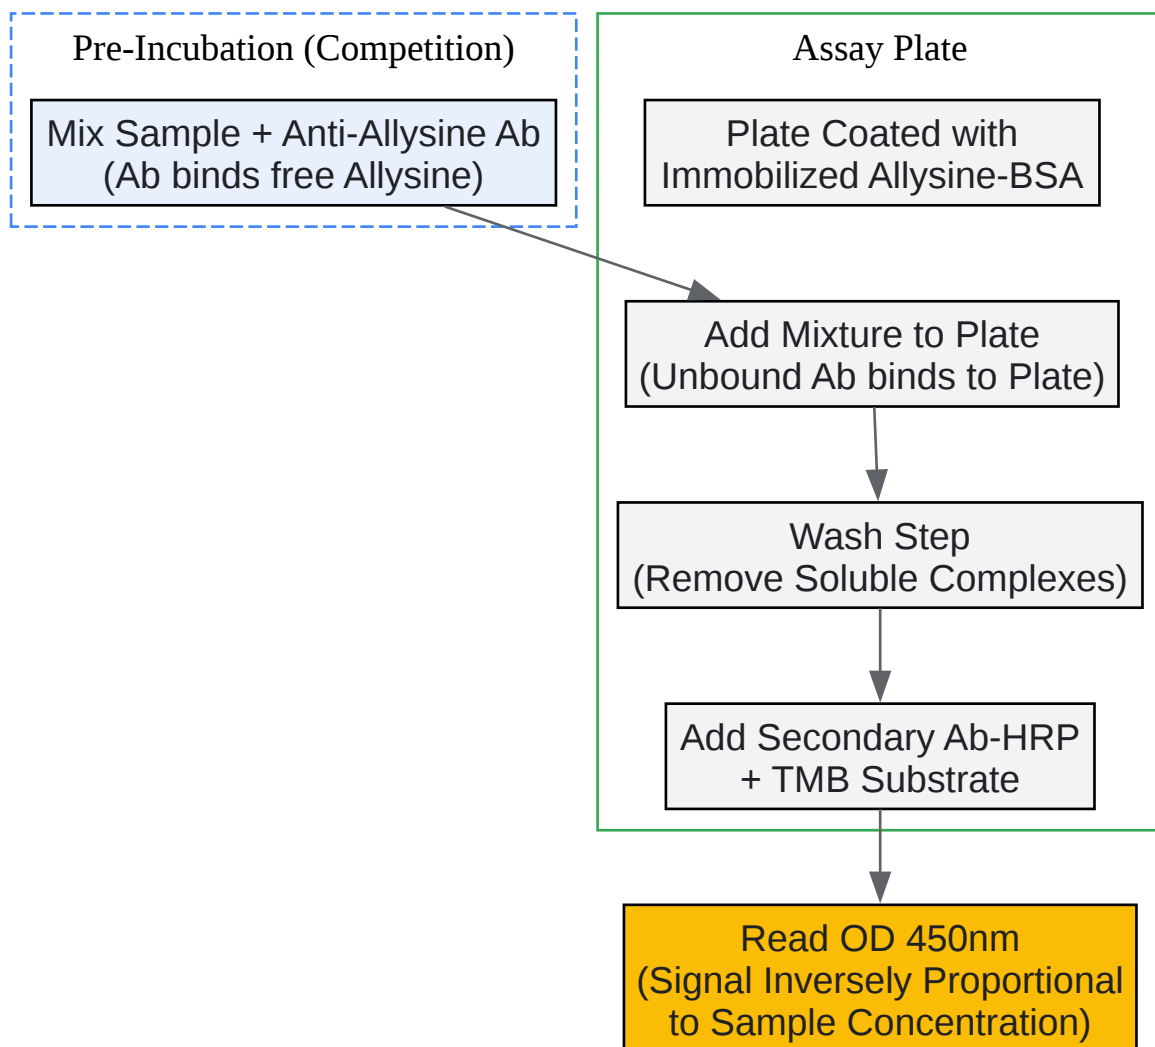 Pre-Incubation (Competition)
Mix Sample + Anti-Allysine Ab
(Ab binds free Allysine)
Assay Plate
Plate Coated with
Immobilized Allysine-BSA
Add Mixture to Plate
(Unbound Ab binds to Plate)
Wash Step
(Remove Soluble Complexes)
Add Secondary Ab-HRP
+ TMB Substrate
Read OD 450nm
(Signal Inversely Proportional
to Sample Concentration)